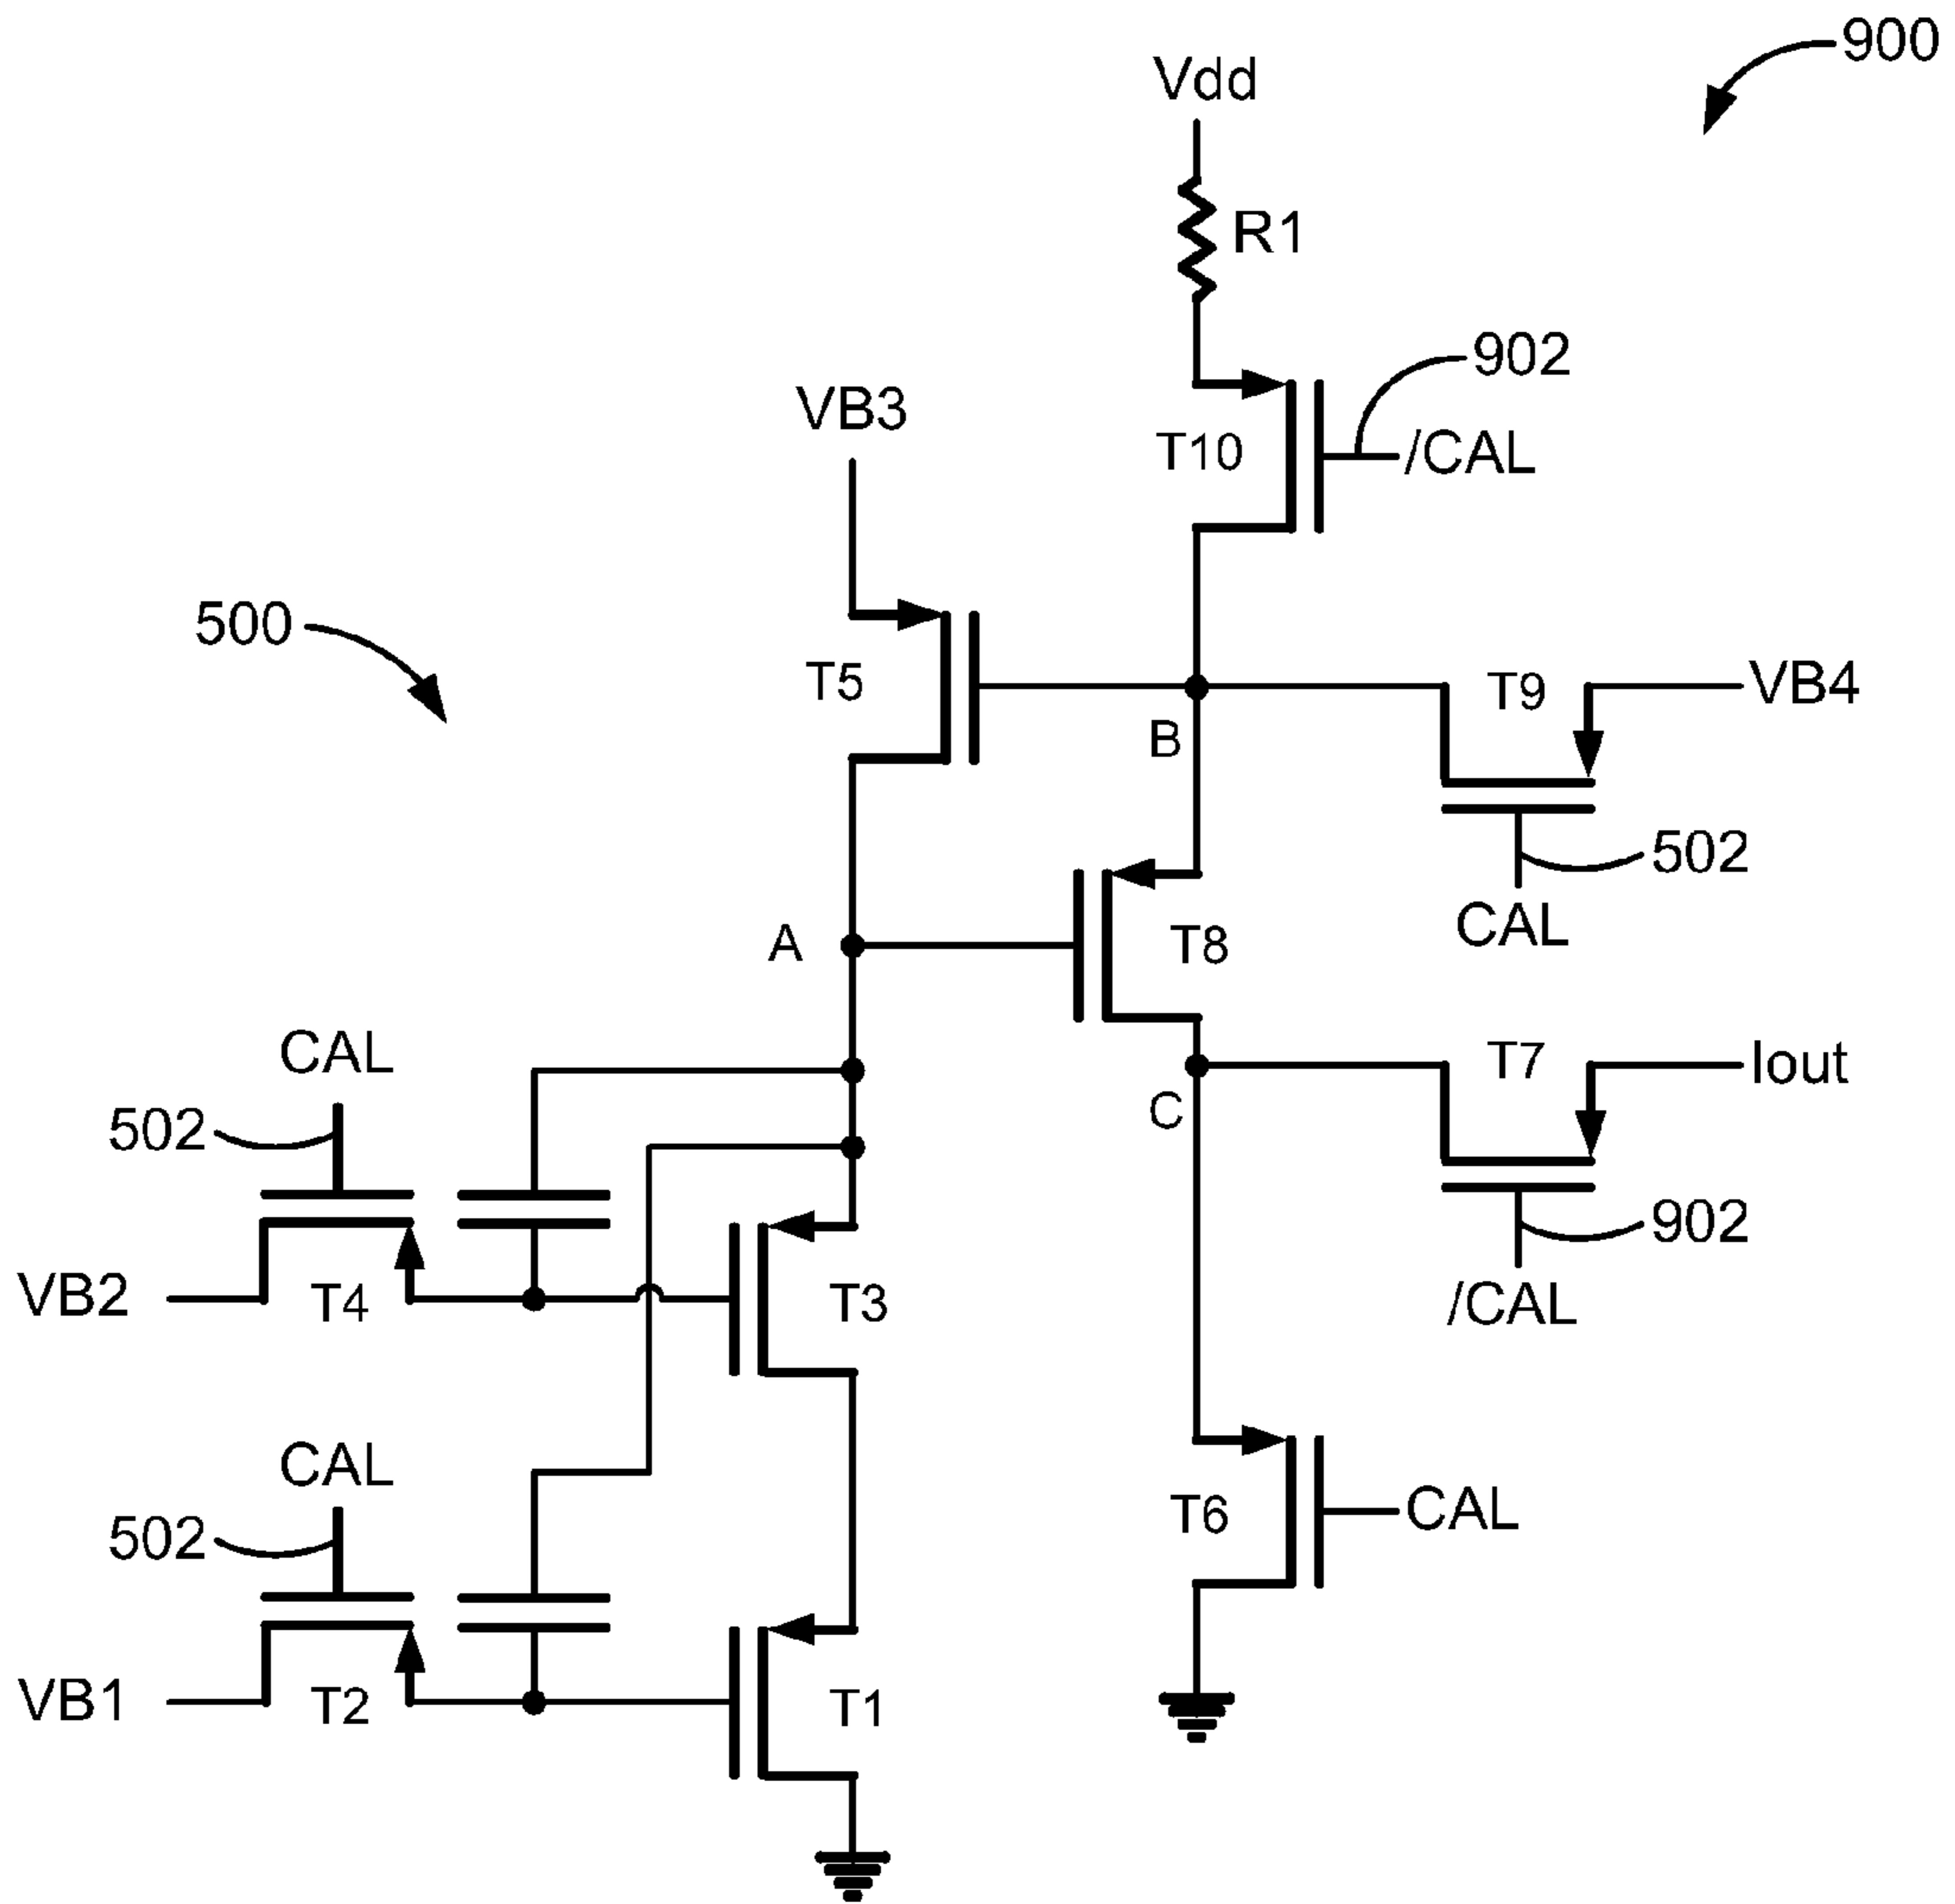 900
Vdd
R1
902
VB3
T10
/CAL
500
T5
T9
VB4
B
502
CAL
A
T8
CAL
T7
Iout
C
502
902
VB2
T4
T3
/CAL
CAL
T6
CAL
502
VB1
T2
T1